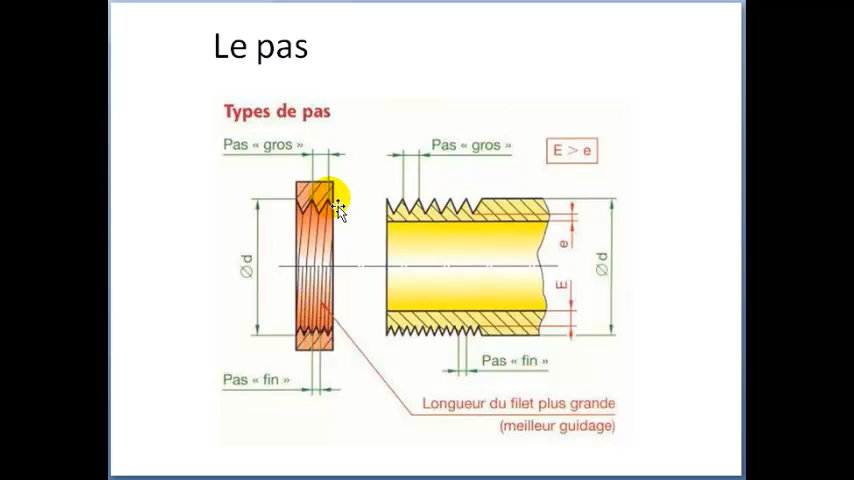 Le pas
Types de pas
Pas « gros »
Pas « gros »
E > e
Ø d
e
E
Ø d
Pas « fin »
Pas « fin »
Longueur du filet plus grande
(meilleur guidage)